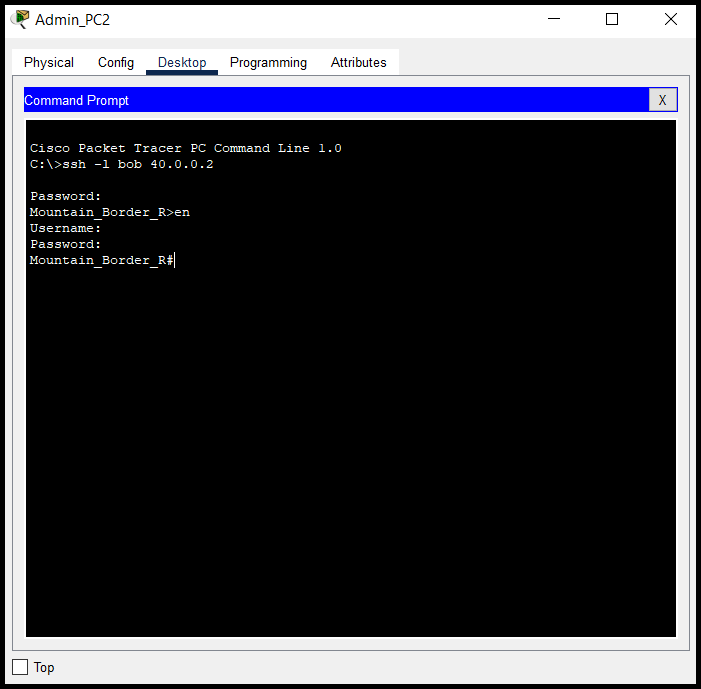 Admin_PC2
Physical Config Desktop Programming Attributes
Command Prompt X
Cisco Packet Tracer PC Command Line 1.0
C:\>ssh -l bob 40.0.0.2
Password:
Mountain_Border_R>en
Username:
Password:
Mountain_Border_R#
Top